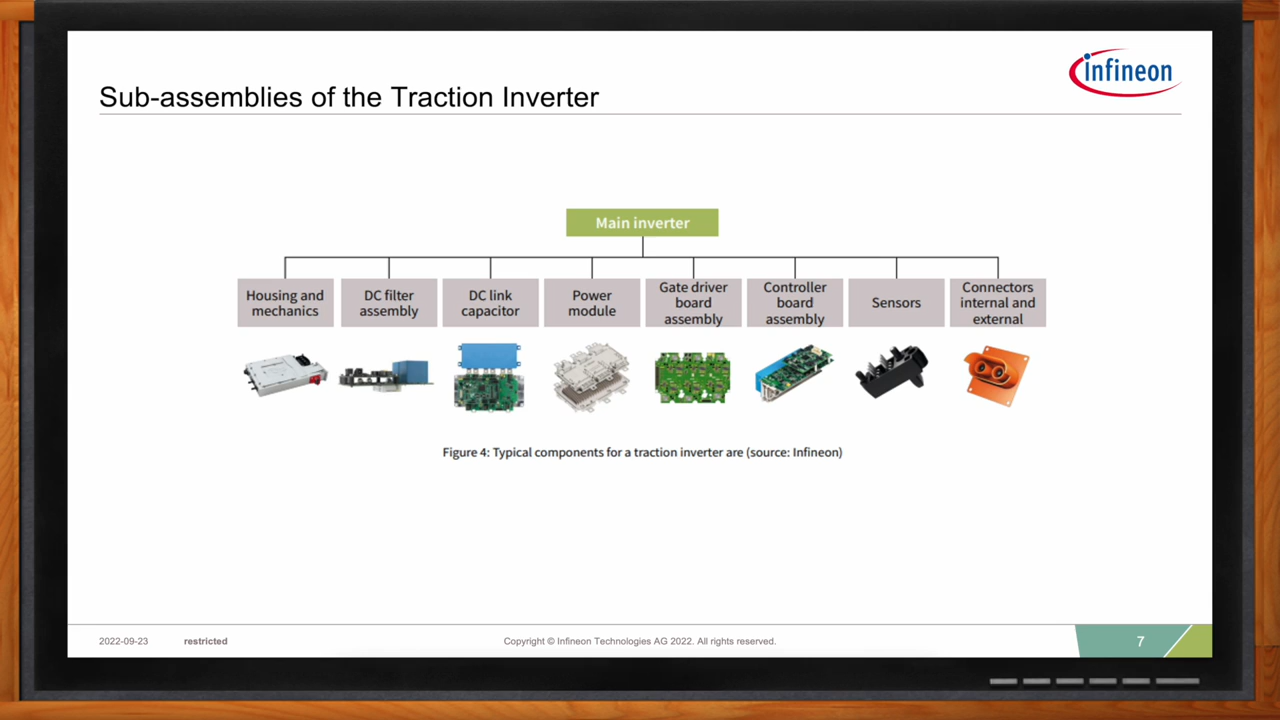 infineon
Sub-assemblies of the Traction Inverter
Main inverter
Housing and
mechanics
DC filter
assembly
DC link
capacitor
Power
module
Gate driver
board
assembly
Controller
board
assembly
Sensors
Connectors
internal and
external
Figure 4: Typical components for a traction inverter are (source: Infineon)
2022-09-23 restricted Copyright © Infineon Technologies AG 2022. All rights reserved. 7